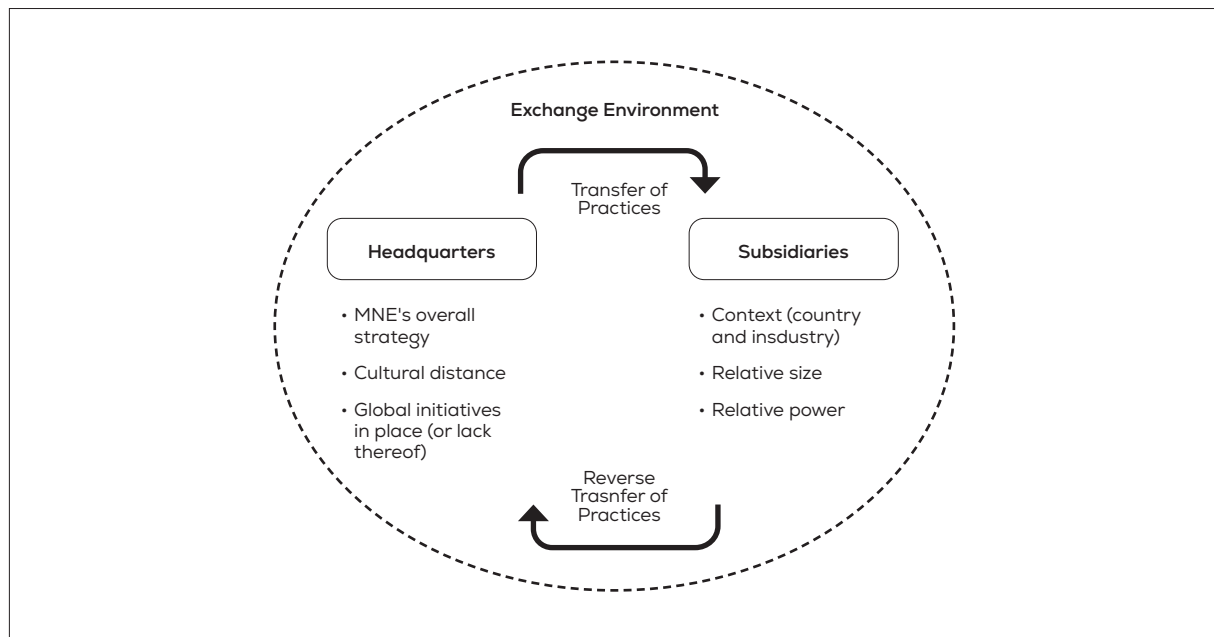 Exchange Environment
Transfer of
Practices
Headquarters
Subsidiaries
• MNE's overall
strategy
• Cultural distance
• Global initiatives
in place (or lack
thereof)
• Context (country
and insdustry)
• Relative size
• Relative power
Reverse
Trasnfer of
Practices